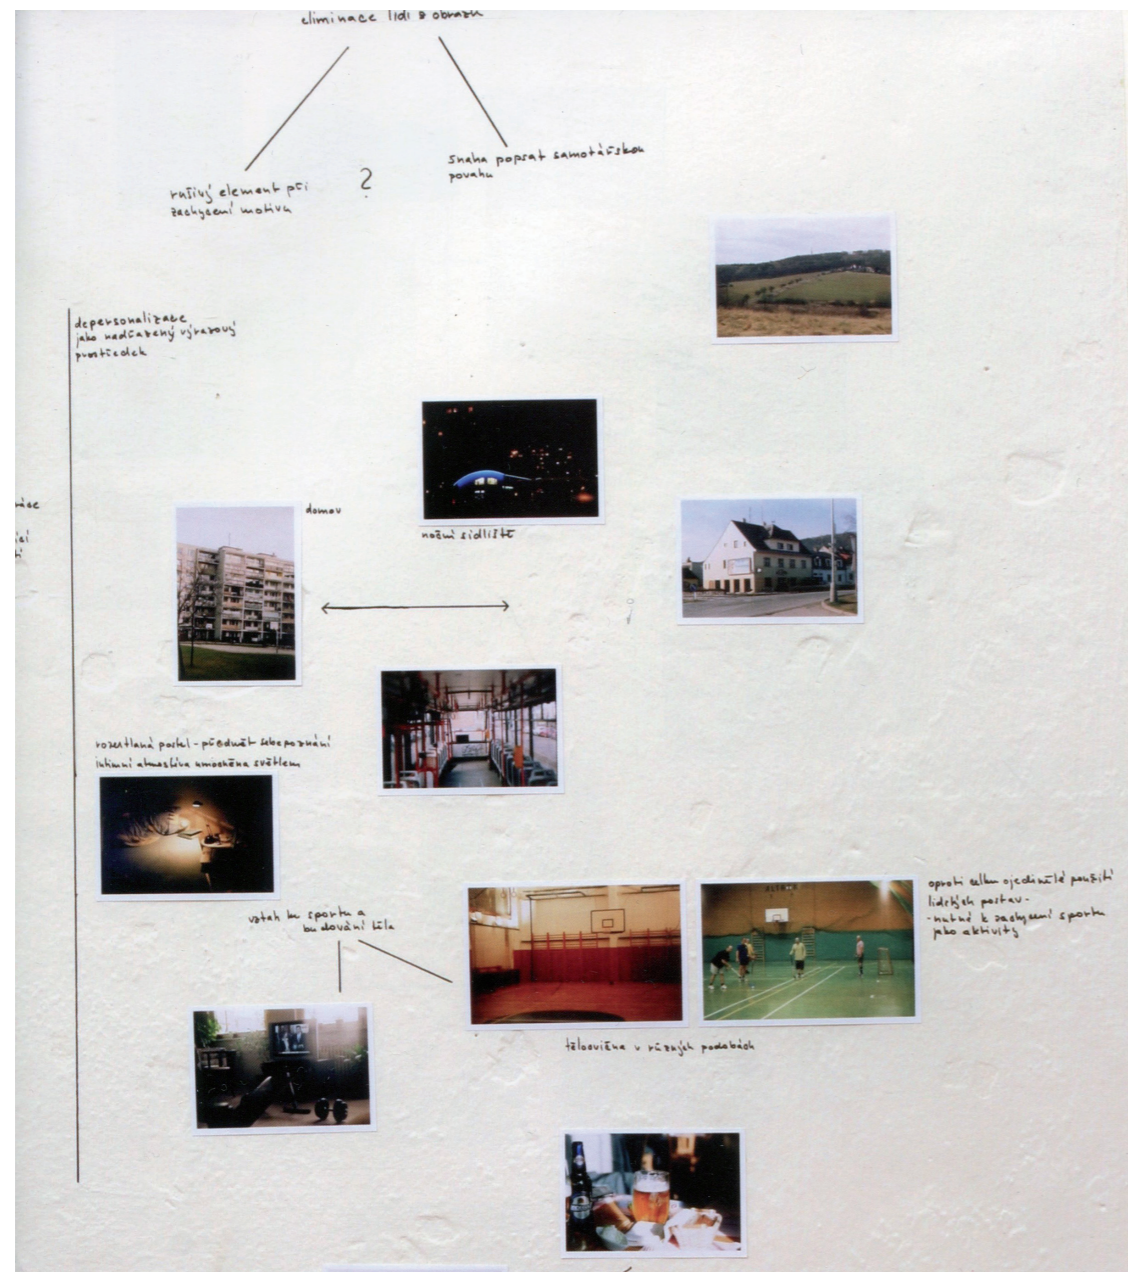 eliminace lidí z obrazu
rušivý element při
zachycení motivu
?
snaha popsat samotářskou
povahu
depersonalizace
jako nadřazený výrazový
prostředek
domov
noční sídliště
rozestlaná postel - předmět sebepoznání
intimní atmosféra umocněna světlem
vztah ke sportu a
budování těla
oproti celku ojedinělé použití
lidských postav -
- nutné k zachycení sportu
jako aktivity
tělocvična v různých podobách